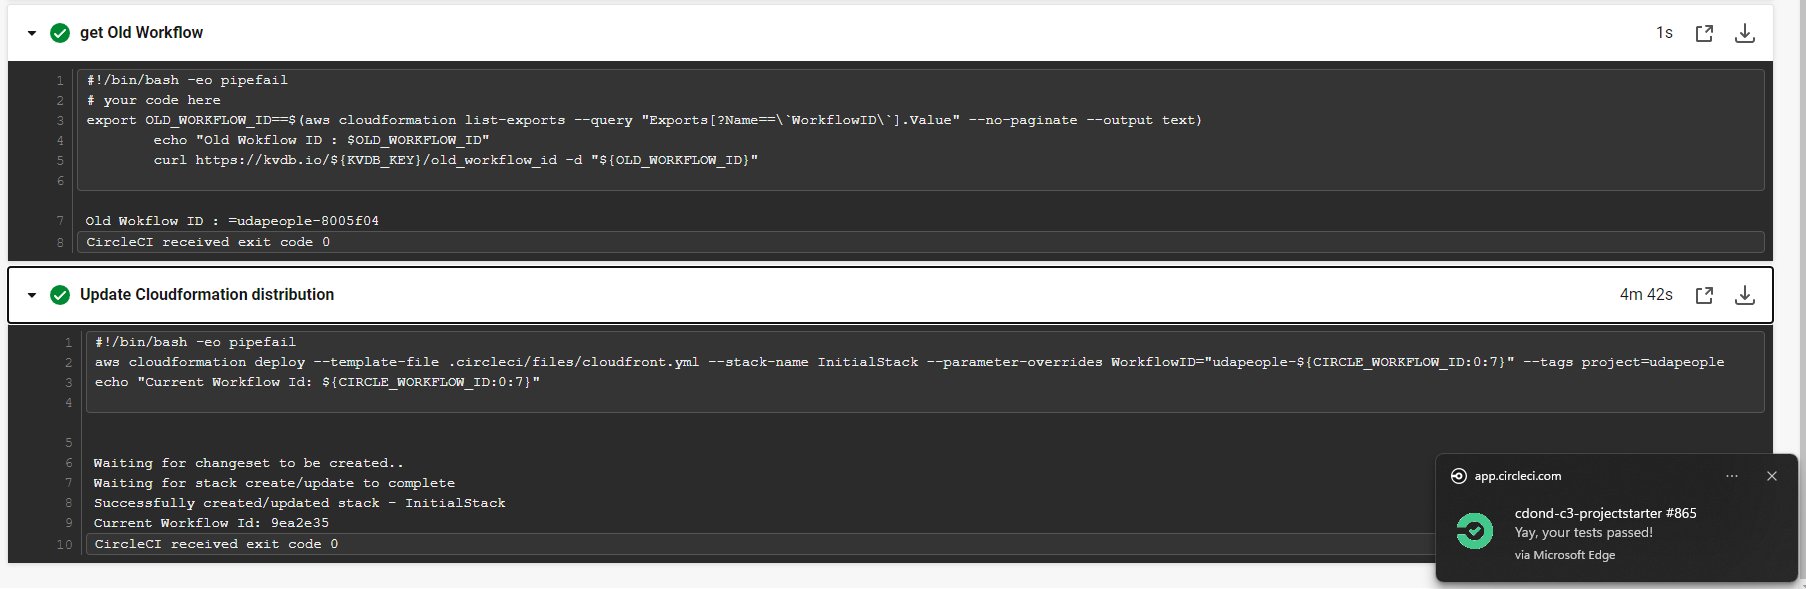 get Old Workflow
1s
1 #!/bin/bash -eo pipefail
2 # your code here
3 export OLD_WORKFLOW_ID==$(aws cloudformation list-exports --query "Exports[?Name==\`WorkflowID\`].Value" --no-paginate --output text)
4 echo "Old Wokflow ID : $OLD_WORKFLOW_ID"
5 curl https://kvdb.io/${KVDB_KEY}/old_workflow_id -d "${OLD_WORKFLOW_ID}"
6
7 Old Wokflow ID : =udapeople-8005f04
8 CircleCI received exit code 0
Update Cloudformation distribution
4m 42s
1 #!/bin/bash -eo pipefail
2 aws cloudformation deploy --template-file .circleci/files/cloudfront.yml --stack-name InitialStack --parameter-overrides WorkflowID="udapeople-${CIRCLE_WORKFLOW_ID:0:7}" --tags project=udapeople
3 echo "Current Workflow Id: ${CIRCLE_WORKFLOW_ID:0:7}"
4
5
6 Waiting for changeset to be created..
7 Waiting for stack create/update to complete
8 Successfully created/updated stack - InitialStack
9 Current Workflow Id: 9ea2e35
10 CircleCI received exit code 0
app.circleci.com
cdond-c3-projectstarter #865
Yay, your tests passed!
via Microsoft Edge